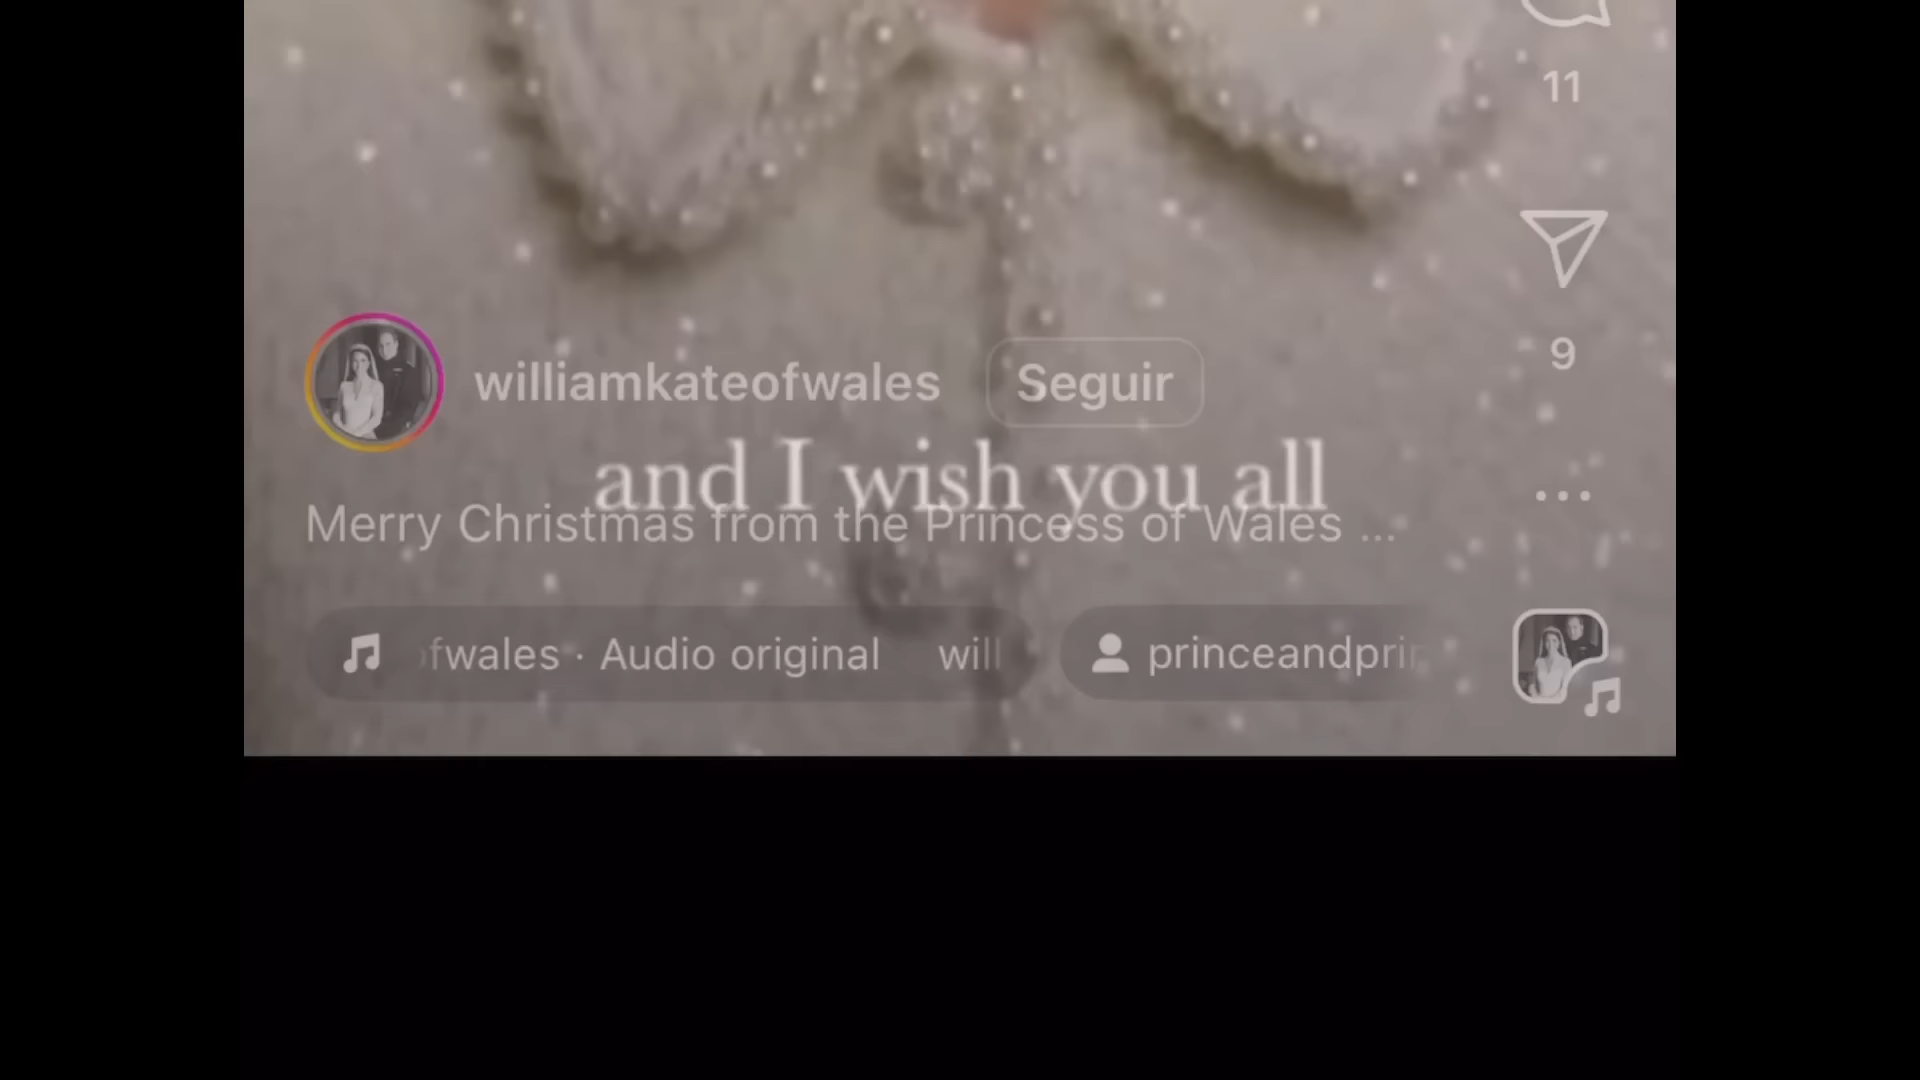 11
9
williamkateofwales Seguir
and I wish you all
Merry Christmas from the Princess of Wales ...
fwales · Audio original will
princeandpri